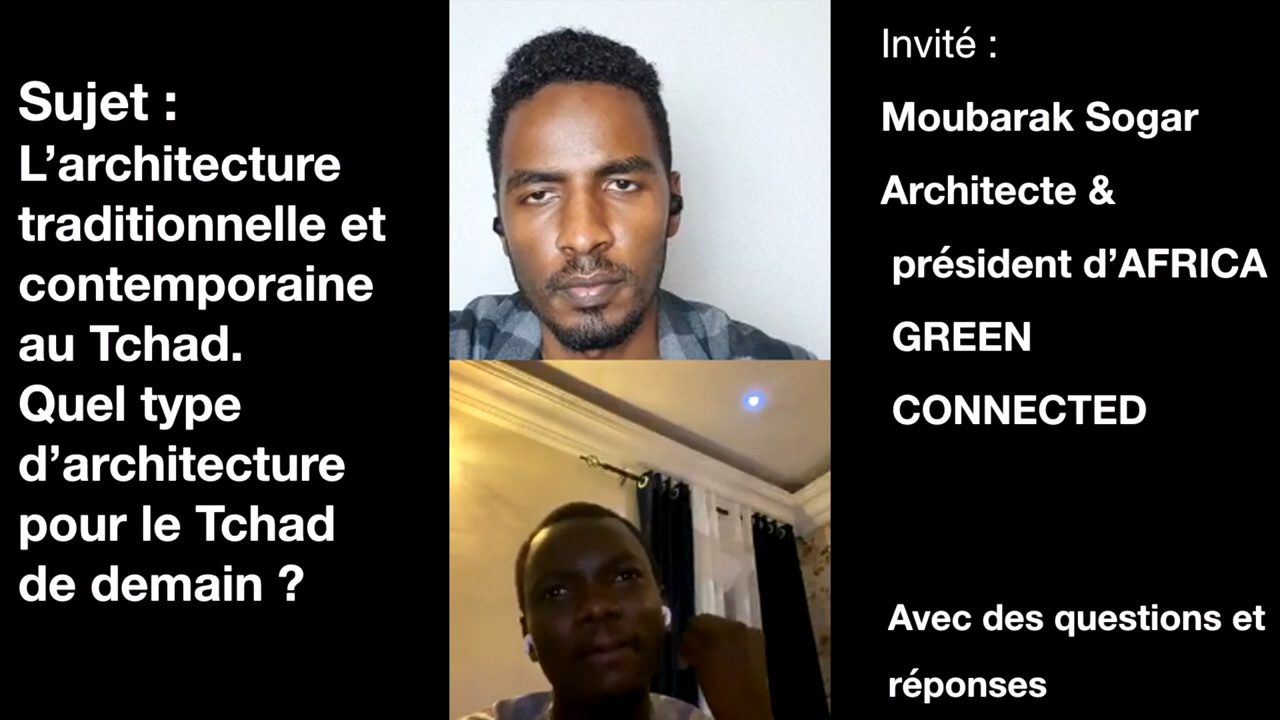 Sujet :
L’architecture
traditionnelle et
contemporaine
au Tchad.
Quel type
d’architecture
pour le Tchad
de demain ?
Invité :
Moubarak Sogar
Architecte &
président d’AFRICA
GREEN
CONNECTED
Avec des questions et
réponses